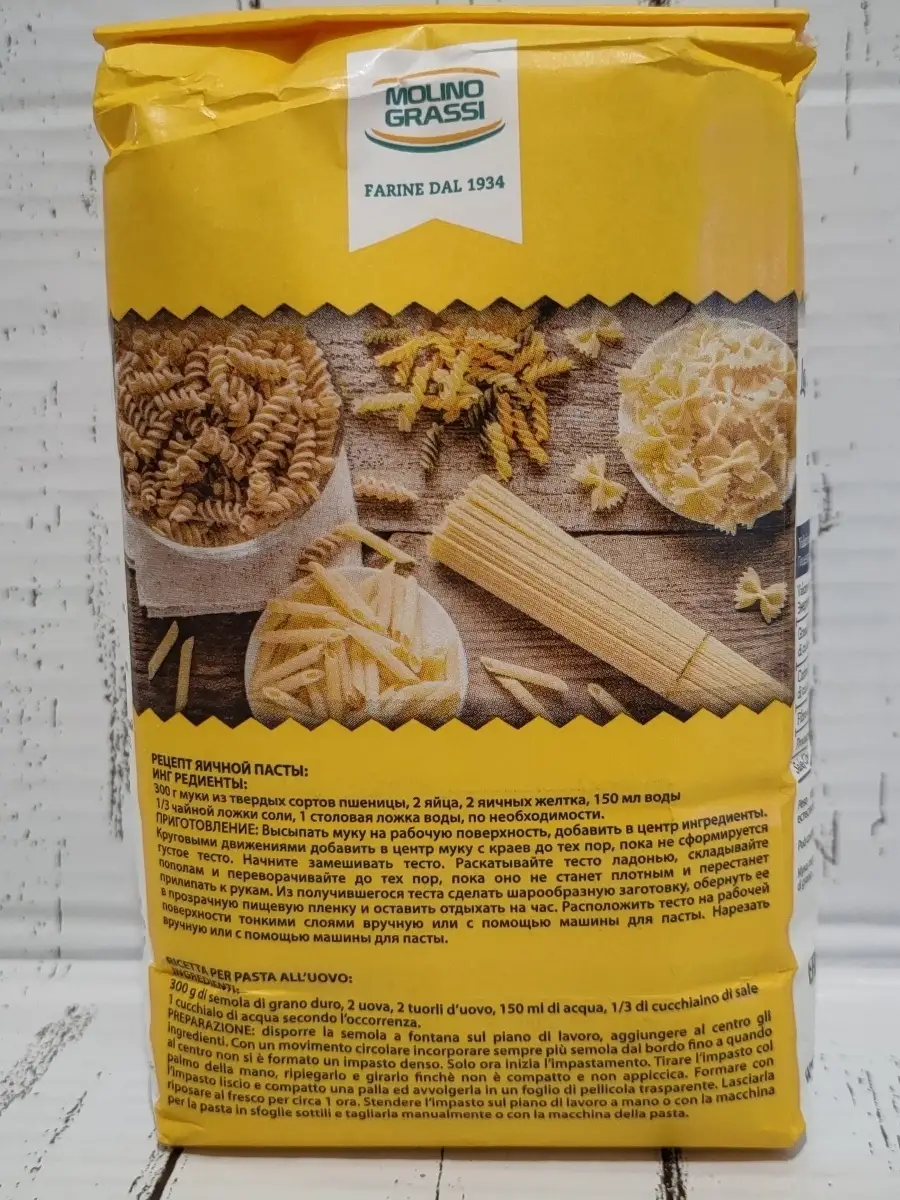 MOLINO
GRASSI
FARINE DAL 1934
РЕЦЕПТ ЯИЧНОЙ ПАСТЫ:
ИНГРЕДИЕНТЫ:
300 г муки из твердых сортов пшеницы, 2 яйца, 2 яичных желтка, 150 мл воды
1/3 чайной ложки соли, 1 столовая ложка воды, по необходимости.
ПРИГОТОВЛЕНИЕ: Высыпать муку на рабочую поверхность, добавить в центр ингредиенты.
Круговыми движениями добавить в центр муку с краев до тех пор, пока не сформируется
густое тесто. Начните замешивать тесто. Раскатывайте тесто ладонью, складывайте
пополам и переворачивайте до тех пор, пока оно не станет плотным и перестанет
прилипать к рукам. Из получившегося теста сделать шарообразную заготовку, обернуть ее
в прозрачную пищевую пленку и оставить отдыхать на час. Расположить тесто на рабочей
поверхности тонкими слоями вручную или с помощью машины для пасты. Нарезать
вручную или с помощью машины для пасты.
RICETTA PER PASTA ALL'UOVO:
INGREDIENTI:
300 g di semola di grano duro, 2 uova, 2 tuorli d'uovo, 150 ml di acqua, 1/3 di cucchiaino di sale
1 cucchiaio di acqua secondo l'occorrenza.
PREPARAZIONE: disporre la semola a fontana sul piano di lavoro, aggiungere al centro gli
ingredienti. Con un movimento circolare incorporare sempre più semola dal bordo fino a quando
al centro non si è formato un impasto denso. Solo ora inizia l'impastamento. Tirare l'impasto col
palmo della mano, ripiegarlo e girarlo finchè non è compatto e non appiccica. Formare con
l'impasto liscio e compatto una palla ed avvolgerla in un foglio di pellicola trasparente. Lasciarla
riposare al fresco per circa 1 ora. Stendere l'impasto sul piano di lavoro a mano o con la macchina
per la pasta in sfoglie sottili e tagliarla manualmente o con la macchina della pasta.